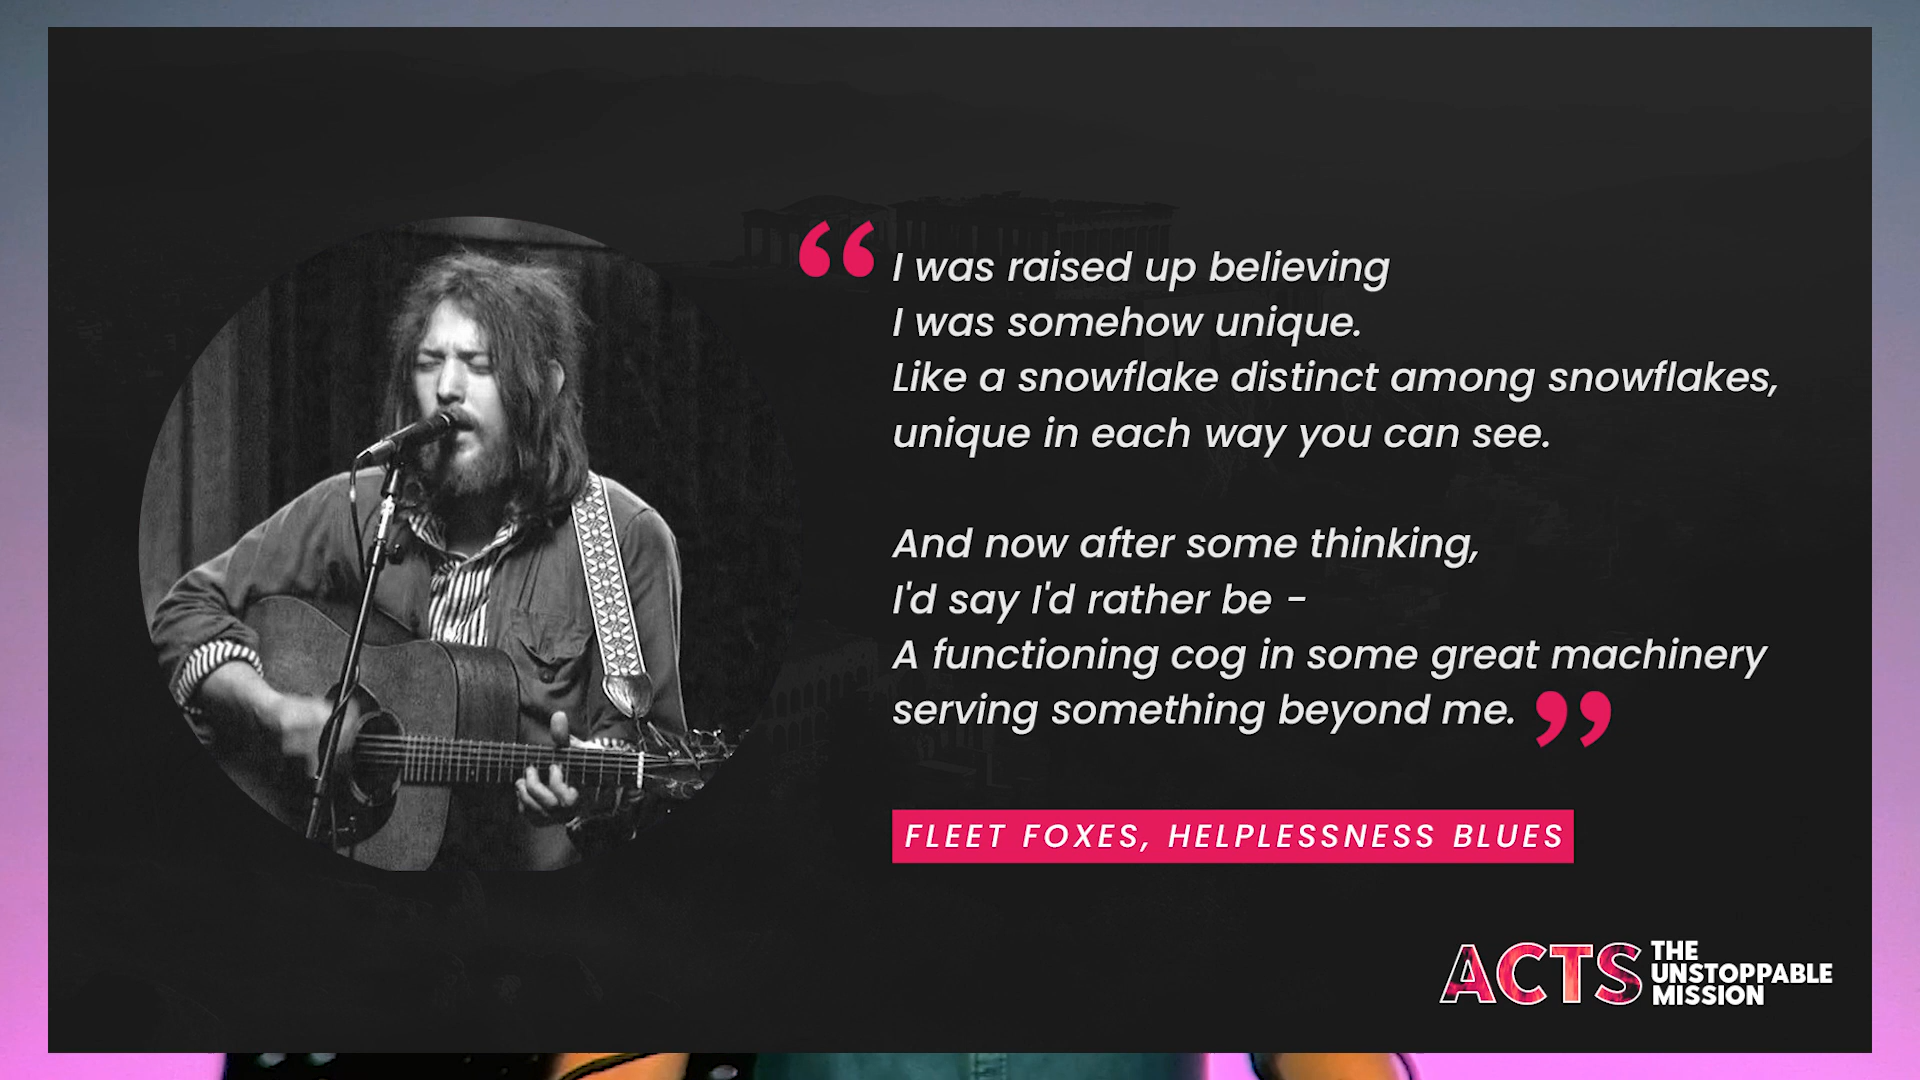 “ I was raised up believing
I was somehow unique.
Like a snowflake distinct among snowflakes,
unique in each way you can see.
And now after some thinking,
I'd say I'd rather be -
A functioning cog in some great machinery
serving something beyond me. ”
FLEET FOXES, HELPLESSNESS BLUES
ACTS THE
UNSTOPPABLE
MISSION